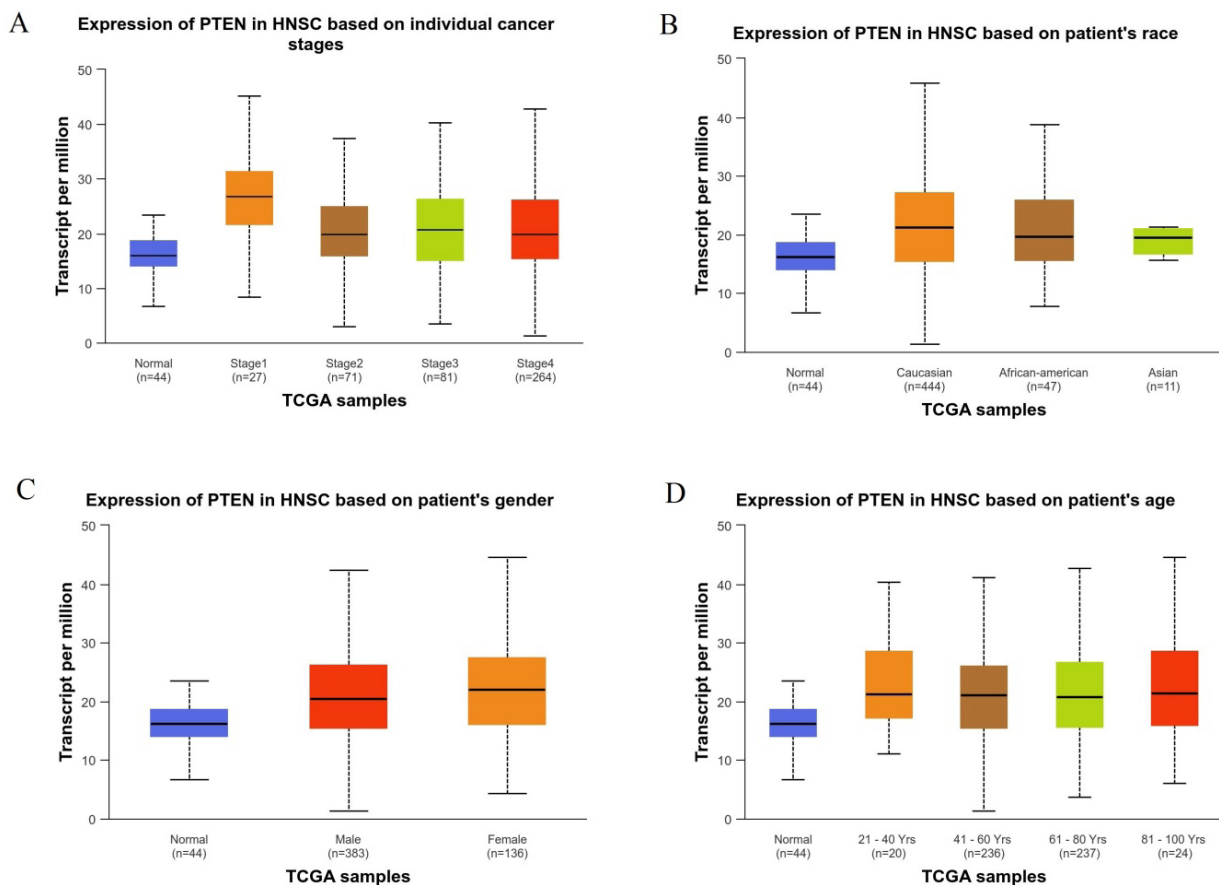 A
Expression of PTEN in HNSC based on individual cancer
stages
Transcript per million
50
40
30
20
10
0
Normal
(n=44)
Stage1
(n=27)
Stage2
(n=71)
Stage3
(n=81)
Stage4
(n=264)
TCGA samples
B
Expression of PTEN in HNSC based on patient's race
Transcript per million
50
40
30
20
10
0
Normal
(n=44)
Caucasian
(n=444)
African-american
(n=47)
Asian
(n=11)
TCGA samples
C
Expression of PTEN in HNSC based on patient's gender
Transcript per million
50
40
30
20
10
0
Normal
(n=44)
Male
(n=383)
Female
(n=136)
TCGA samples
D
Expression of PTEN in HNSC based on patient's age
Transcript per million
50
40
30
20
10
0
Normal
(n=44)
21 - 40 Yrs
(n=20)
41 - 60 Yrs
(n=236)
61 - 80 Yrs
(n=237)
81 - 100 Yrs
(n=24)
TCGA samples